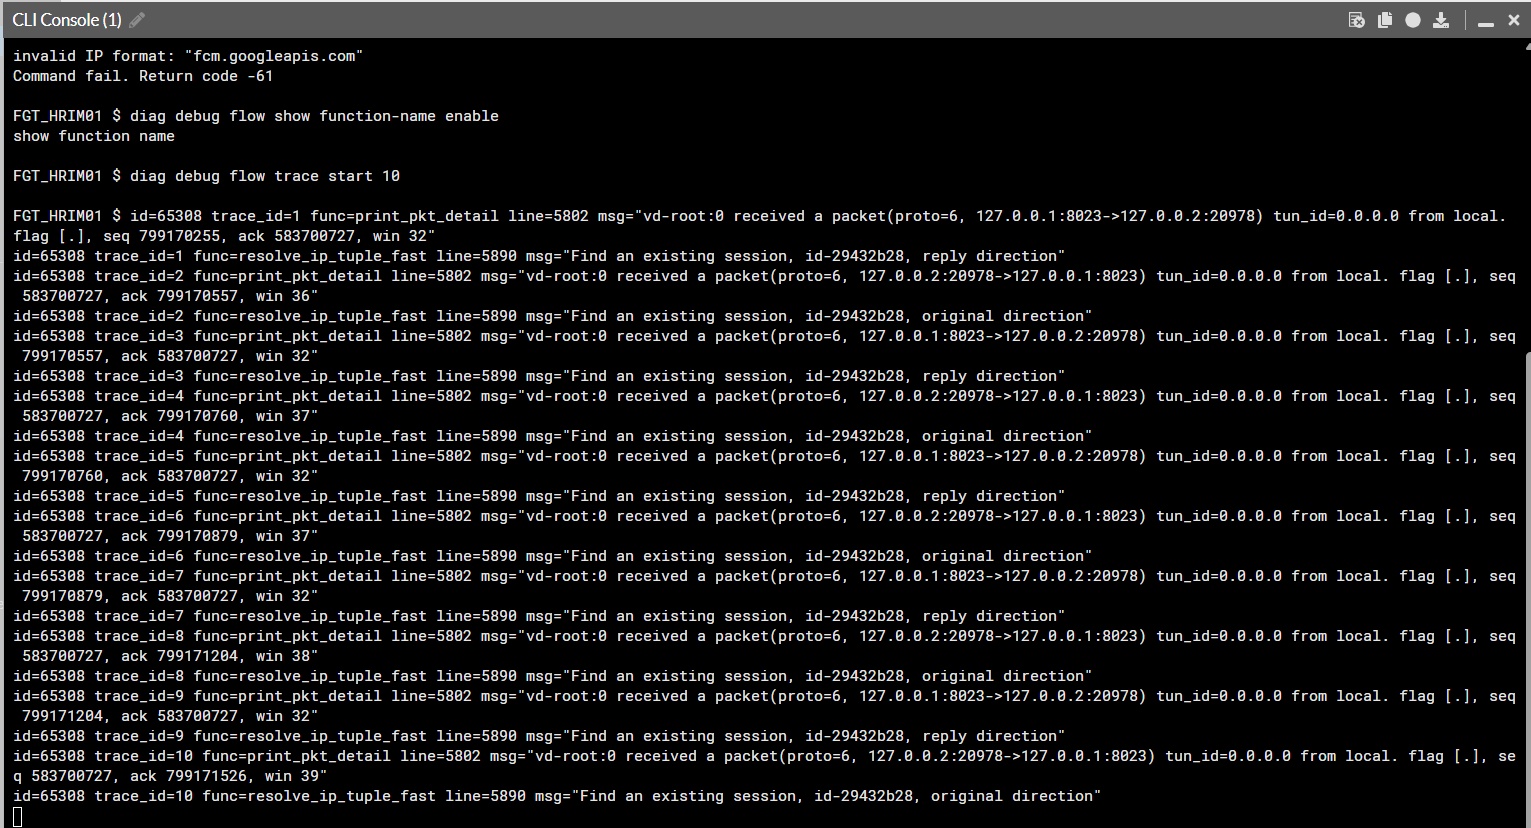 CLI Console (1)
invalid IP format: "fcm.googleapis.com"
Command fail. Return code -61
FGT_HRIM01 $ diag debug flow show function-name enable
show function name
FGT_HRIM01 $ diag debug flow trace start 10
FGT_HRIM01 $ id=65308 trace_id=1 func=print_pkt_detail line=5802 msg="vd-root:0 received a packet(proto=6, 127.0.0.1:8023->127.0.0.2:20978) tun_id=0.0.0.0 from local.
flag [.], seq 799170255, ack 583700727, win 32"
id=65308 trace_id=1 func=resolve_ip_tuple_fast line=5890 msg="Find an existing session, id-29432b28, reply direction"
id=65308 trace_id=2 func=print_pkt_detail line=5802 msg="vd-root:0 received a packet(proto=6, 127.0.0.2:20978->127.0.0.1:8023) tun_id=0.0.0.0 from local. flag [.], seq
583700727, ack 799170557, win 36"
id=65308 trace_id=2 func=resolve_ip_tuple_fast line=5890 msg="Find an existing session, id-29432b28, original direction"
id=65308 trace_id=3 func=print_pkt_detail line=5802 msg="vd-root:0 received a packet(proto=6, 127.0.0.1:8023->127.0.0.2:20978) tun_id=0.0.0.0 from local. flag [.], seq
799170557, ack 583700727, win 32"
id=65308 trace_id=3 func=resolve_ip_tuple_fast line=5890 msg="Find an existing session, id-29432b28, reply direction"
id=65308 trace_id=4 func=print_pkt_detail line=5802 msg="vd-root:0 received a packet(proto=6, 127.0.0.2:20978->127.0.0.1:8023) tun_id=0.0.0.0 from local. flag [.], seq
583700727, ack 799170760, win 37"
id=65308 trace_id=4 func=resolve_ip_tuple_fast line=5890 msg="Find an existing session, id-29432b28, original direction"
id=65308 trace_id=5 func=print_pkt_detail line=5802 msg="vd-root:0 received a packet(proto=6, 127.0.0.1:8023->127.0.0.2:20978) tun_id=0.0.0.0 from local. flag [.], seq
799170760, ack 583700727, win 32"
id=65308 trace_id=5 func=resolve_ip_tuple_fast line=5890 msg="Find an existing session, id-29432b28, reply direction"
id=65308 trace_id=6 func=print_pkt_detail line=5802 msg="vd-root:0 received a packet(proto=6, 127.0.0.2:20978->127.0.0.1:8023) tun_id=0.0.0.0 from local. flag [.], seq
583700727, ack 799170879, win 37"
id=65308 trace_id=6 func=resolve_ip_tuple_fast line=5890 msg="Find an existing session, id-29432b28, original direction"
id=65308 trace_id=7 func=print_pkt_detail line=5802 msg="vd-root:0 received a packet(proto=6, 127.0.0.1:8023->127.0.0.2:20978) tun_id=0.0.0.0 from local. flag [.], seq
799170879, ack 583700727, win 32"
id=65308 trace_id=7 func=resolve_ip_tuple_fast line=5890 msg="Find an existing session, id-29432b28, reply direction"
id=65308 trace_id=8 func=print_pkt_detail line=5802 msg="vd-root:0 received a packet(proto=6, 127.0.0.2:20978->127.0.0.1:8023) tun_id=0.0.0.0 from local. flag [.], seq
583700727, ack 799171204, win 38"
id=65308 trace_id=8 func=resolve_ip_tuple_fast line=5890 msg="Find an existing session, id-29432b28, original direction"
id=65308 trace_id=9 func=print_pkt_detail line=5802 msg="vd-root:0 received a packet(proto=6, 127.0.0.1:8023->127.0.0.2:20978) tun_id=0.0.0.0 from local. flag [.], seq
799171204, ack 583700727, win 32"
id=65308 trace_id=9 func=resolve_ip_tuple_fast line=5890 msg="Find an existing session, id-29432b28, reply direction"
id=65308 trace_id=10 func=print_pkt_detail line=5802 msg="vd-root:0 received a packet(proto=6, 127.0.0.2:20978->127.0.0.1:8023) tun_id=0.0.0.0 from local. flag [.], se
q 583700727, ack 799171526, win 39"
id=65308 trace_id=10 func=resolve_ip_tuple_fast line=5890 msg="Find an existing session, id-29432b28, original direction"